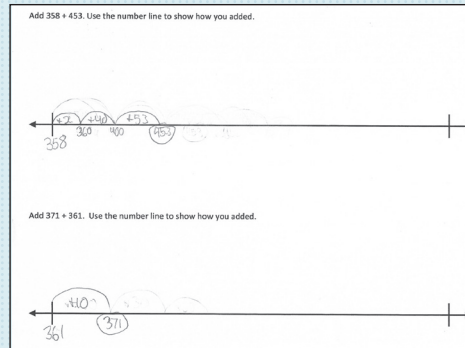 Add 358 + 453. Use the number line to show how you added.
+2 +40 +53
358 360 400 453
Add 371 + 361. Use the number line to show how you added.
+10
361 371